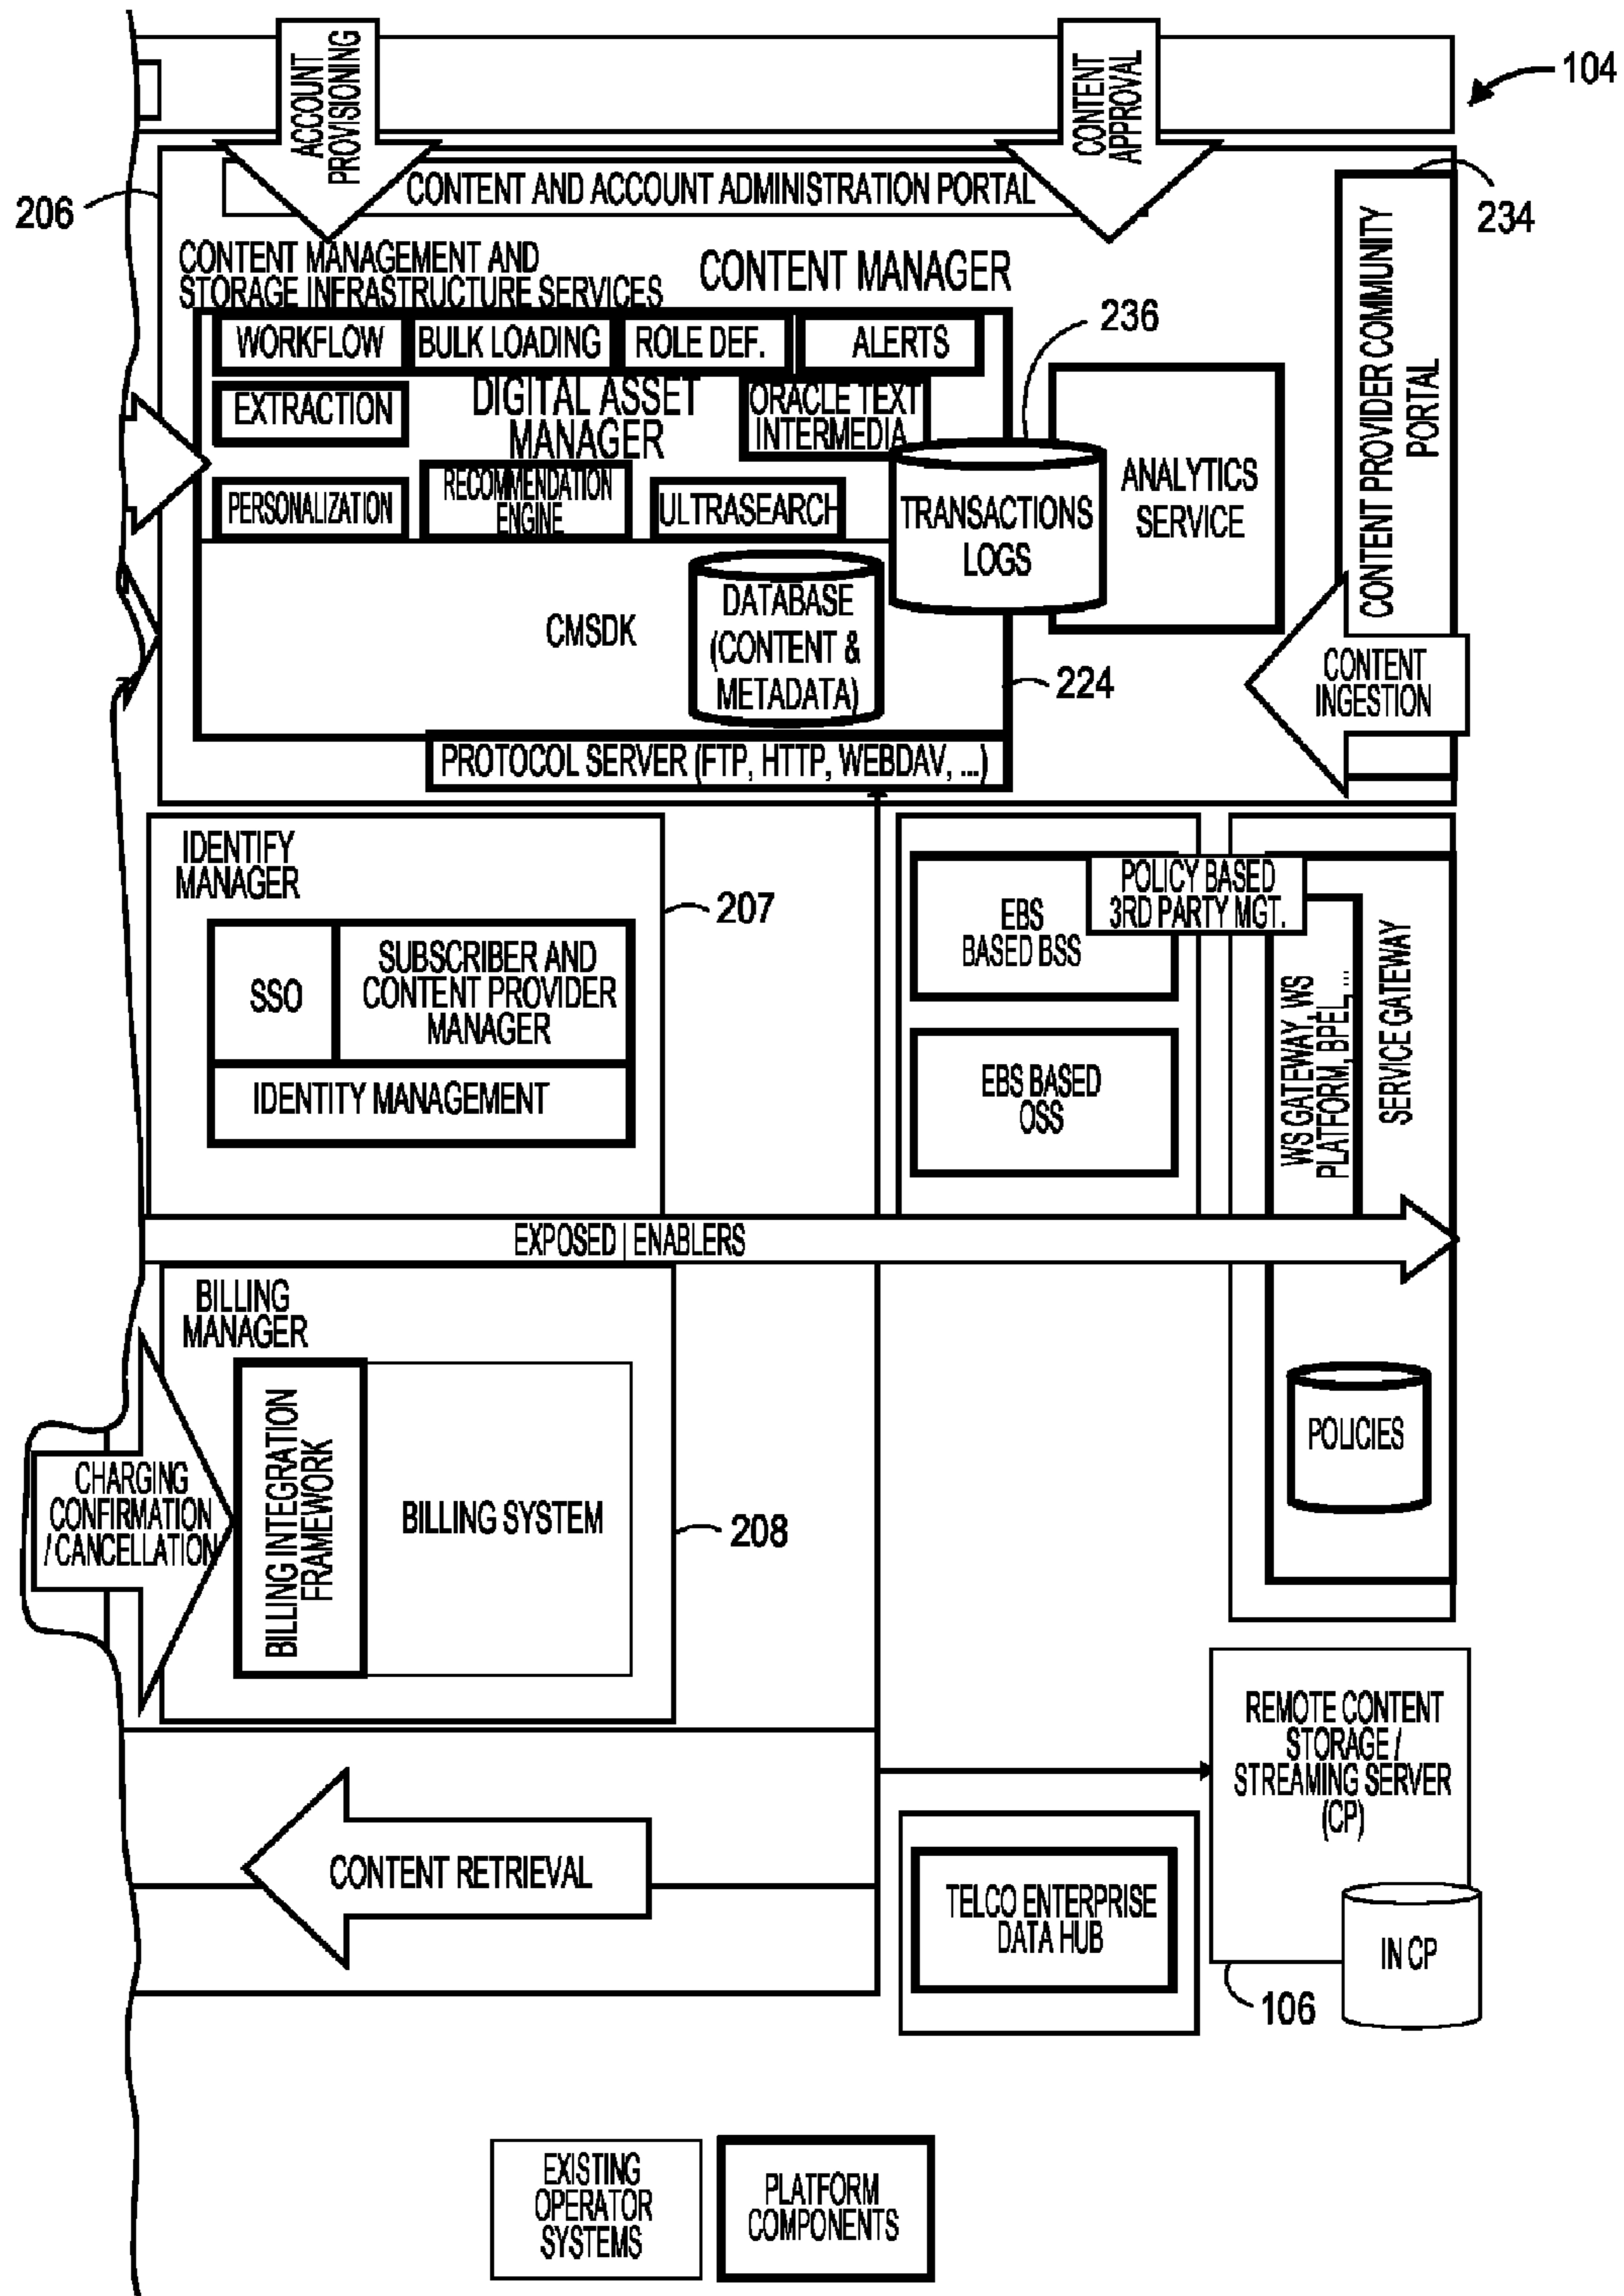 ACCOUNT
PROVISIONING
CONTENT
APPROVAL
104
206
CONTENT AND ACCOUNT ADMINISTRATION PORTAL
234
CONTENT MANAGEMENT AND
STORAGE INFRASTRUCTURE SERVICES
CONTENT MANAGER
236
CONTENT PROVIDER COMMUNITY
PORTAL
WORKFLOW
BULK LOADING
ROLE DEF.
ALERTS
EXTRACTION
DIGITAL ASSET
MANAGER
ORACLE TEXT
INTERMEDIA
PERSONALIZATION
RECOMMENDATION
ENGINE
ULTRASEARCH
TRANSACTIONS
LOGS
ANALYTICS
SERVICE
CMSDK
DATABASE
(CONTENT &
METADATA)
224
CONTENT
INGESTION
PROTOCOL SERVER (FTP, HTTP, WEBDAV, ...)
IDENTIFY
MANAGER
207
SSO
SUBSCRIBER AND
CONTENT PROVIDER
MANAGER
IDENTITY MANAGEMENT
EBS
BASED BSS
POLICY BASED
3RD PARTY MGT.
EBS BASED
OSS
WS GATEWAY, WS
PLATFORM, BPEL, ...
SERVICE GATEWAY
EXPOSED ENABLERS
BILLING
MANAGER
CHARGING
CONFIRMATION
/ CANCELLATION
BILLING INTEGRATION
FRAMEWORK
BILLING SYSTEM
208
POLICIES
REMOTE CONTENT
STORAGE /
STREAMING SERVER
(CP)
CONTENT RETRIEVAL
TELCO ENTERPRISE
DATA HUB
IN CP
106
EXISTING
OPERATOR
SYSTEMS
PLATFORM
COMPONENTS